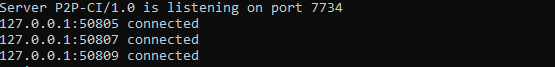 Server P2P-CI/1.0 is listening on port 7734
127.0.0.1:50805 connected
127.0.0.1:50807 connected
127.0.0.1:50809 connected